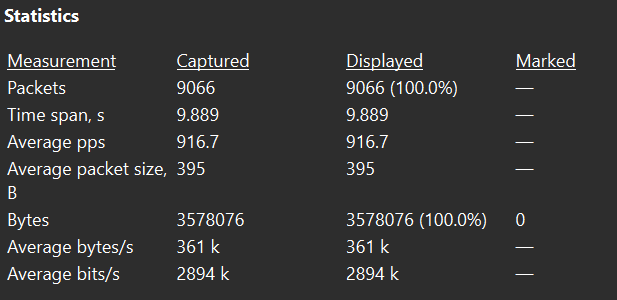 Statistics
Measurement Captured Displayed Marked
Packets 9066 9066 (100.0%) —
Time span, s 9.889 9.889 —
Average pps 916.7 916.7 —
Average packet size, 395 395 —
B
Bytes 3578076 3578076 (100.0%) 0
Average bytes/s 361 k 361 k —
Average bits/s 2894 k 2894 k —